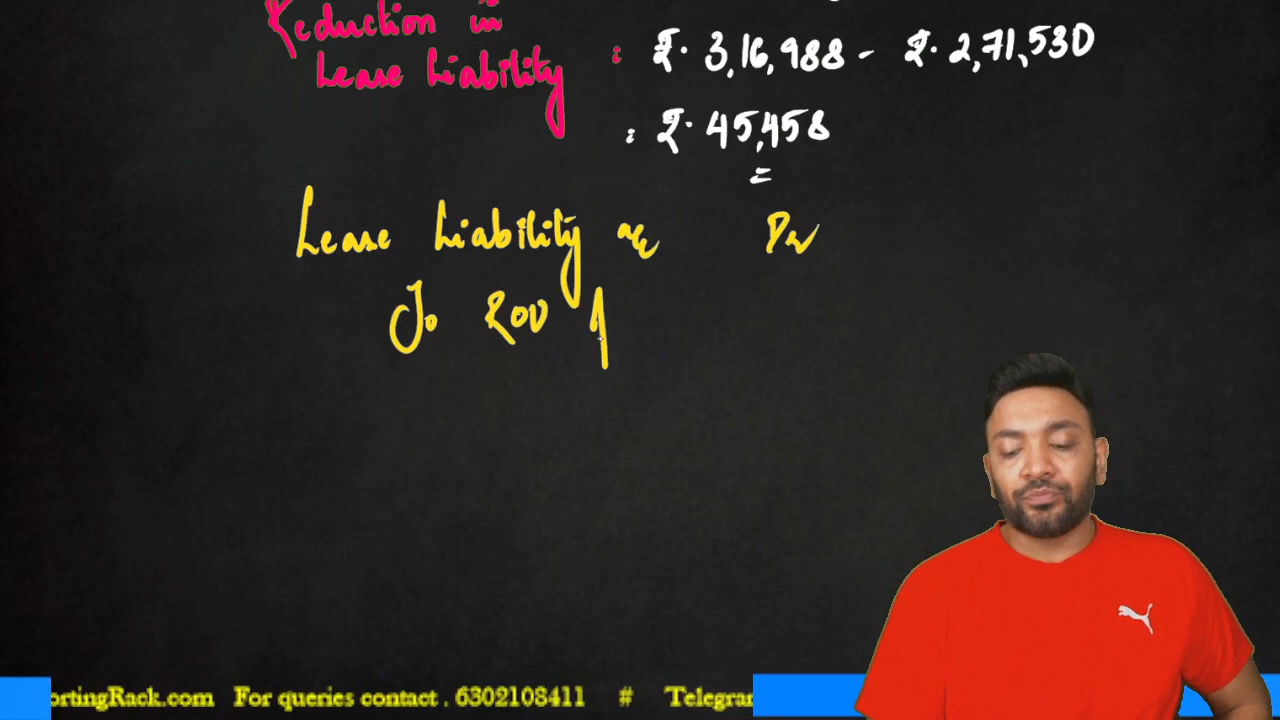 Reduction in
Lease Liability : ₹. 3,16,988 - ₹. 2,71,530
: ₹. 45,458
=
Lease Liability a/c Dr
To ROU A
ortingRack.com For queries contact . 6302108411 # Telegra